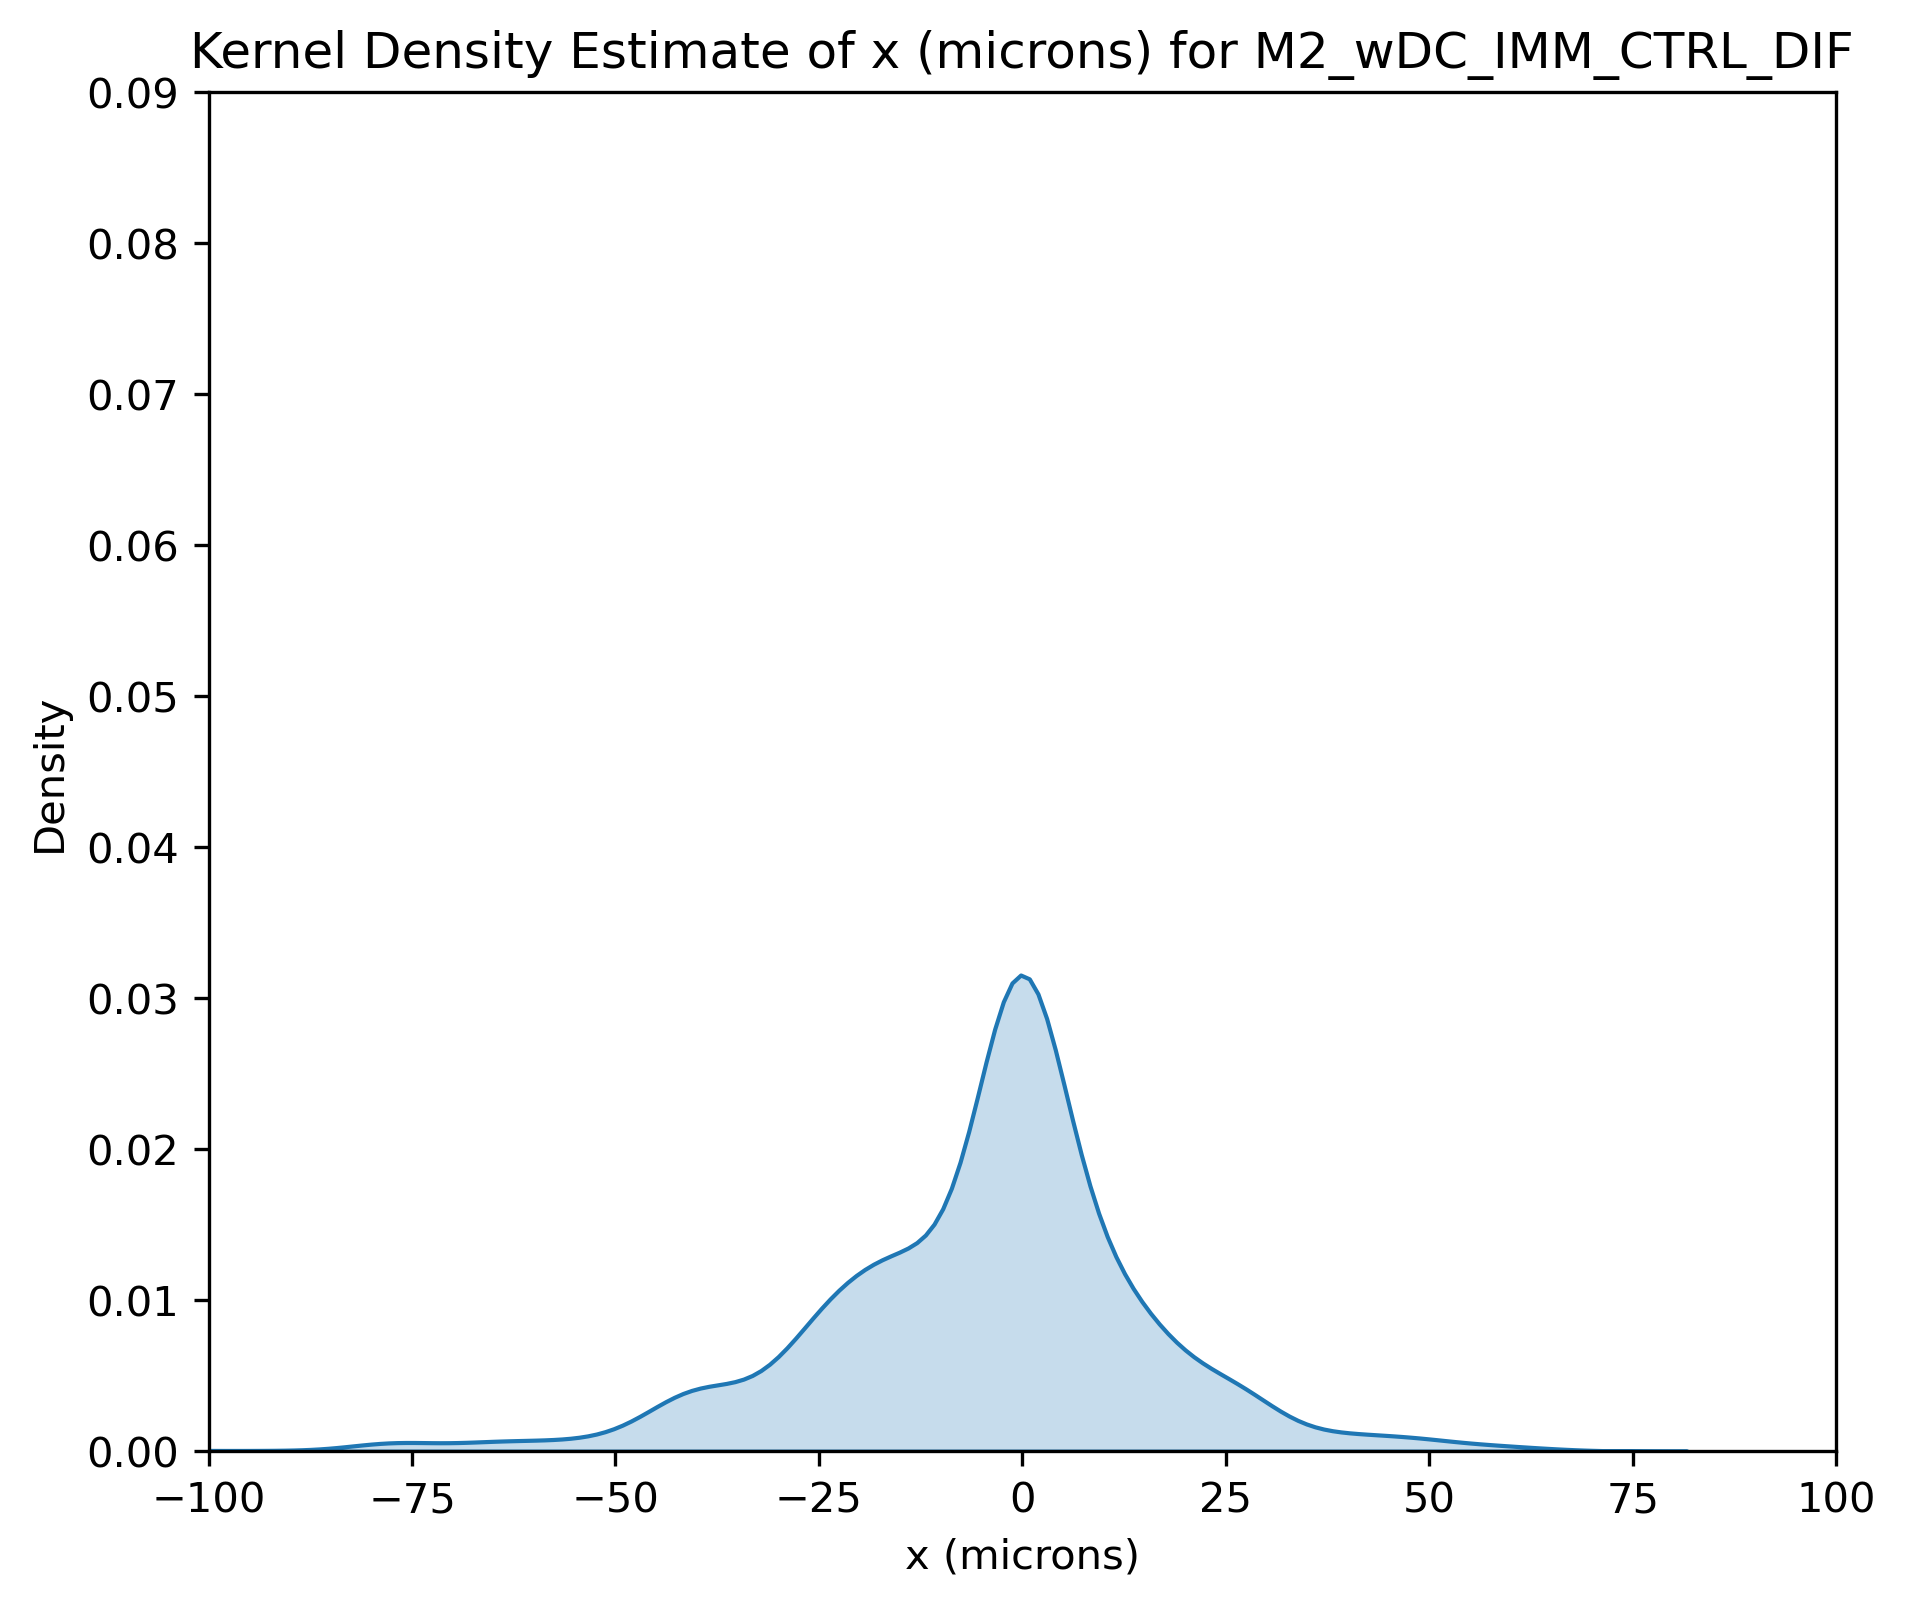 Kernel Density Estimate of x (microns) for M2_wDC_IMM_CTRL_DIF
0.09
0.08
0.07
0.06
0.05
0.04
0.03
0.02
0.01
0.00
Density
−100 −75 −50 −25 0 25 50 75 100
x (microns)